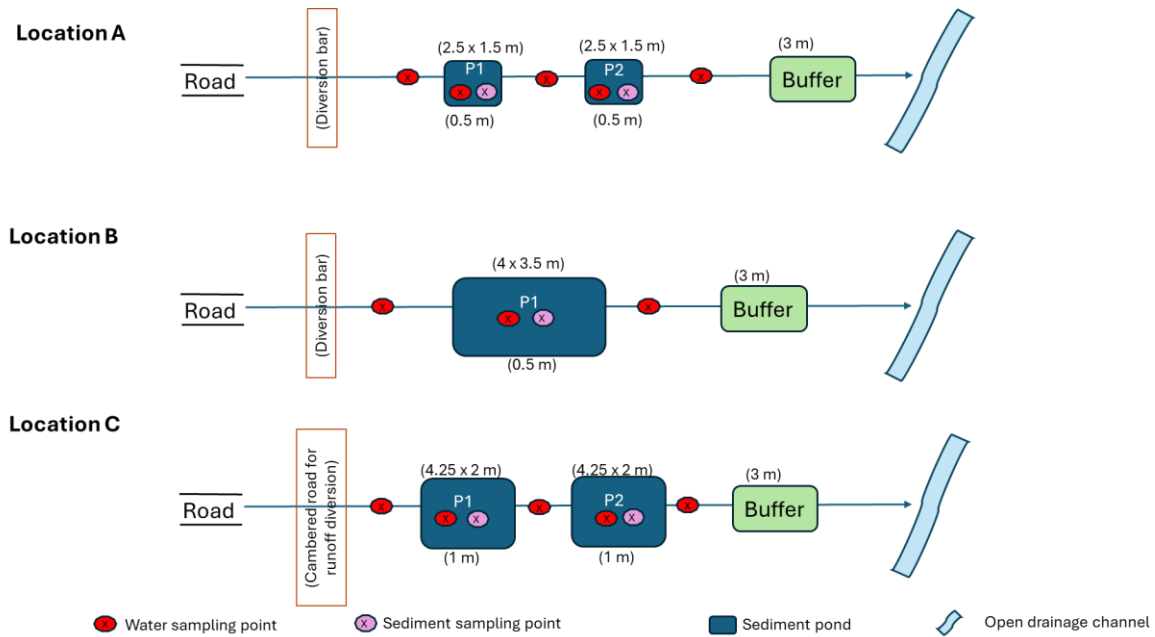 Location A
Road
(Diversion bar)
(2.5 x 1.5 m)
P1
X X
(0.5 m)
(2.5 x 1.5 m)
P2
X X
(0.5 m)
X
X
X
(3 m)
Buffer
Location B
Road
(Diversion bar)
X
(4 x 3.5 m)
P1
X X
(0.5 m)
X
(3 m)
Buffer
Location C
Road
(Cambered road for
runoff diversion)
X
(4.25 x 2 m)
P1
X X
(1 m)
X
(4.25 x 2 m)
P2
X X
(1 m)
X
(3 m)
Buffer
X Water sampling point
X Sediment sampling point
Sediment pond
Open drainage channel